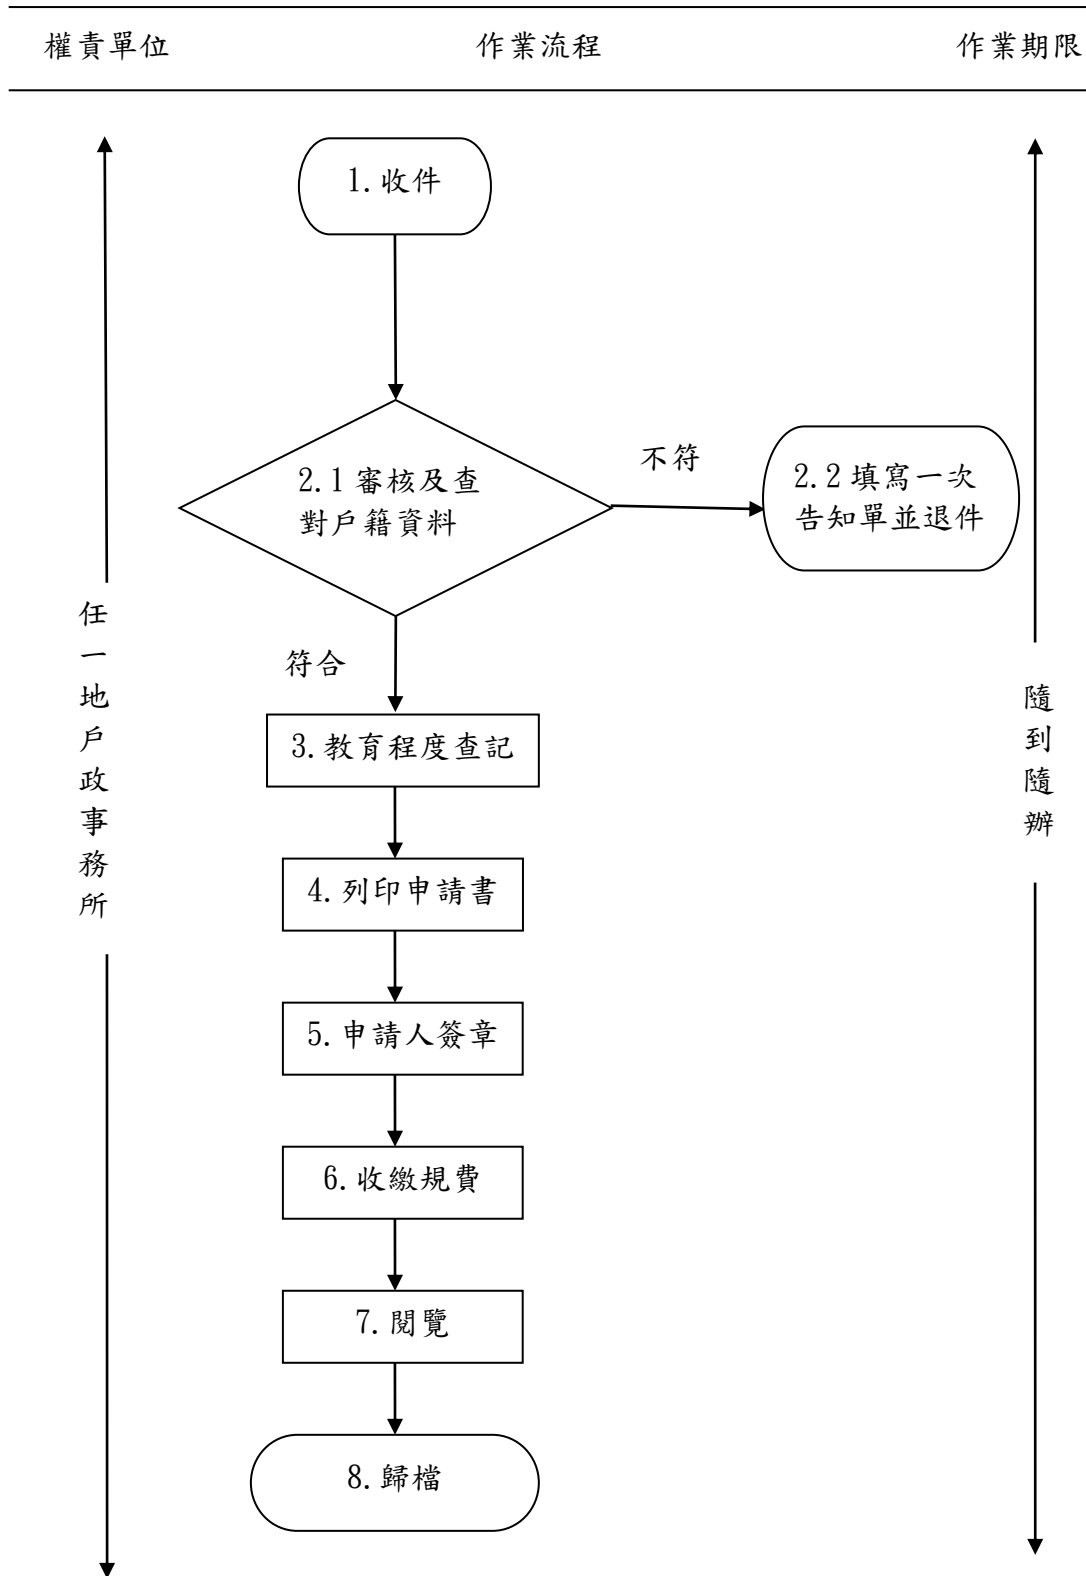 權責單位
作業流程
作業期限
1.收件
2.1審核及查
對戶籍資料
不符
2.2填寫一次
告知單並退件
符合
3.教育程度查記
4.列印申請書
5.申請人簽章
6.收繳規費
7.閱覽
8.歸檔
任一地戶政事務所
隨到隨辦